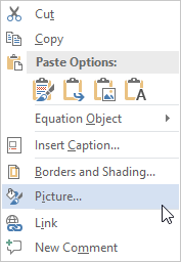 Cut
Copy
Paste Options:
Equation Object
Insert Caption...
Borders and Shading...
Picture...
Link
New Comment